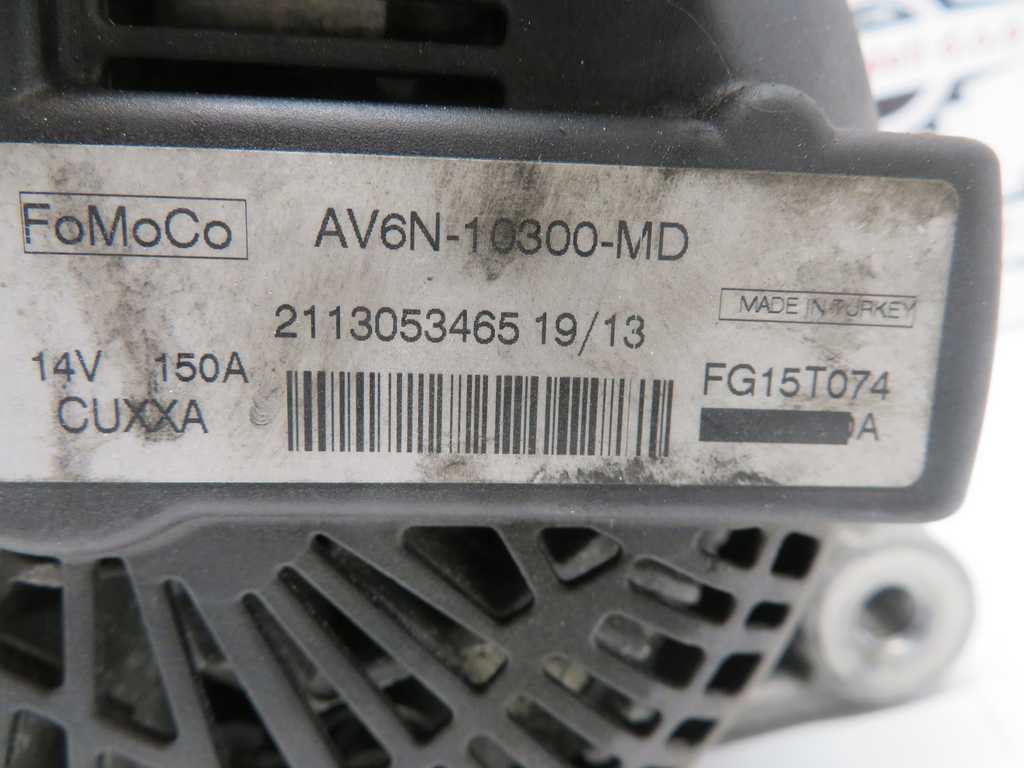 FoMoCo AV6N-10300-MD
MADE IN TURKEY
2113053465 19/13
14V 150A FG15T074
CUXXA